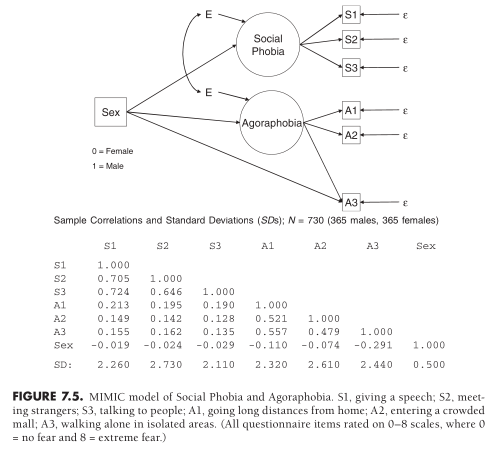 E
Social
Phobia
S1
ε
S2
ε
S3
ε
E
Sex
Agoraphobia
A1
ε
A2
ε
0 = Female
1 = Male
A3
ε
Sample Correlations and Standard Deviations (SDs); N = 730 (365 males, 365 females)
S1 S2 S3 A1 A2 A3 Sex
S1 1.000
S2 0.705 1.000
S3 0.724 0.646 1.000
A1 0.213 0.195 0.190 1.000
A2 0.149 0.142 0.128 0.521 1.000
A3 0.155 0.162 0.135 0.557 0.479 1.000
Sex -0.019 -0.024 -0.029 -0.110 -0.074 -0.291 1.000
SD: 2.260 2.730 2.110 2.320 2.610 2.440 0.500
FIGURE 7.5. MIMIC model of Social Phobia and Agoraphobia. S1, giving a speech; S2, meet-
ing strangers; S3, talking to people; A1, going long distances from home; A2, entering a crowded
mall; A3, walking alone in isolated areas. (All questionnaire items rated on 0–8 scales, where 0
= no fear and 8 = extreme fear.)